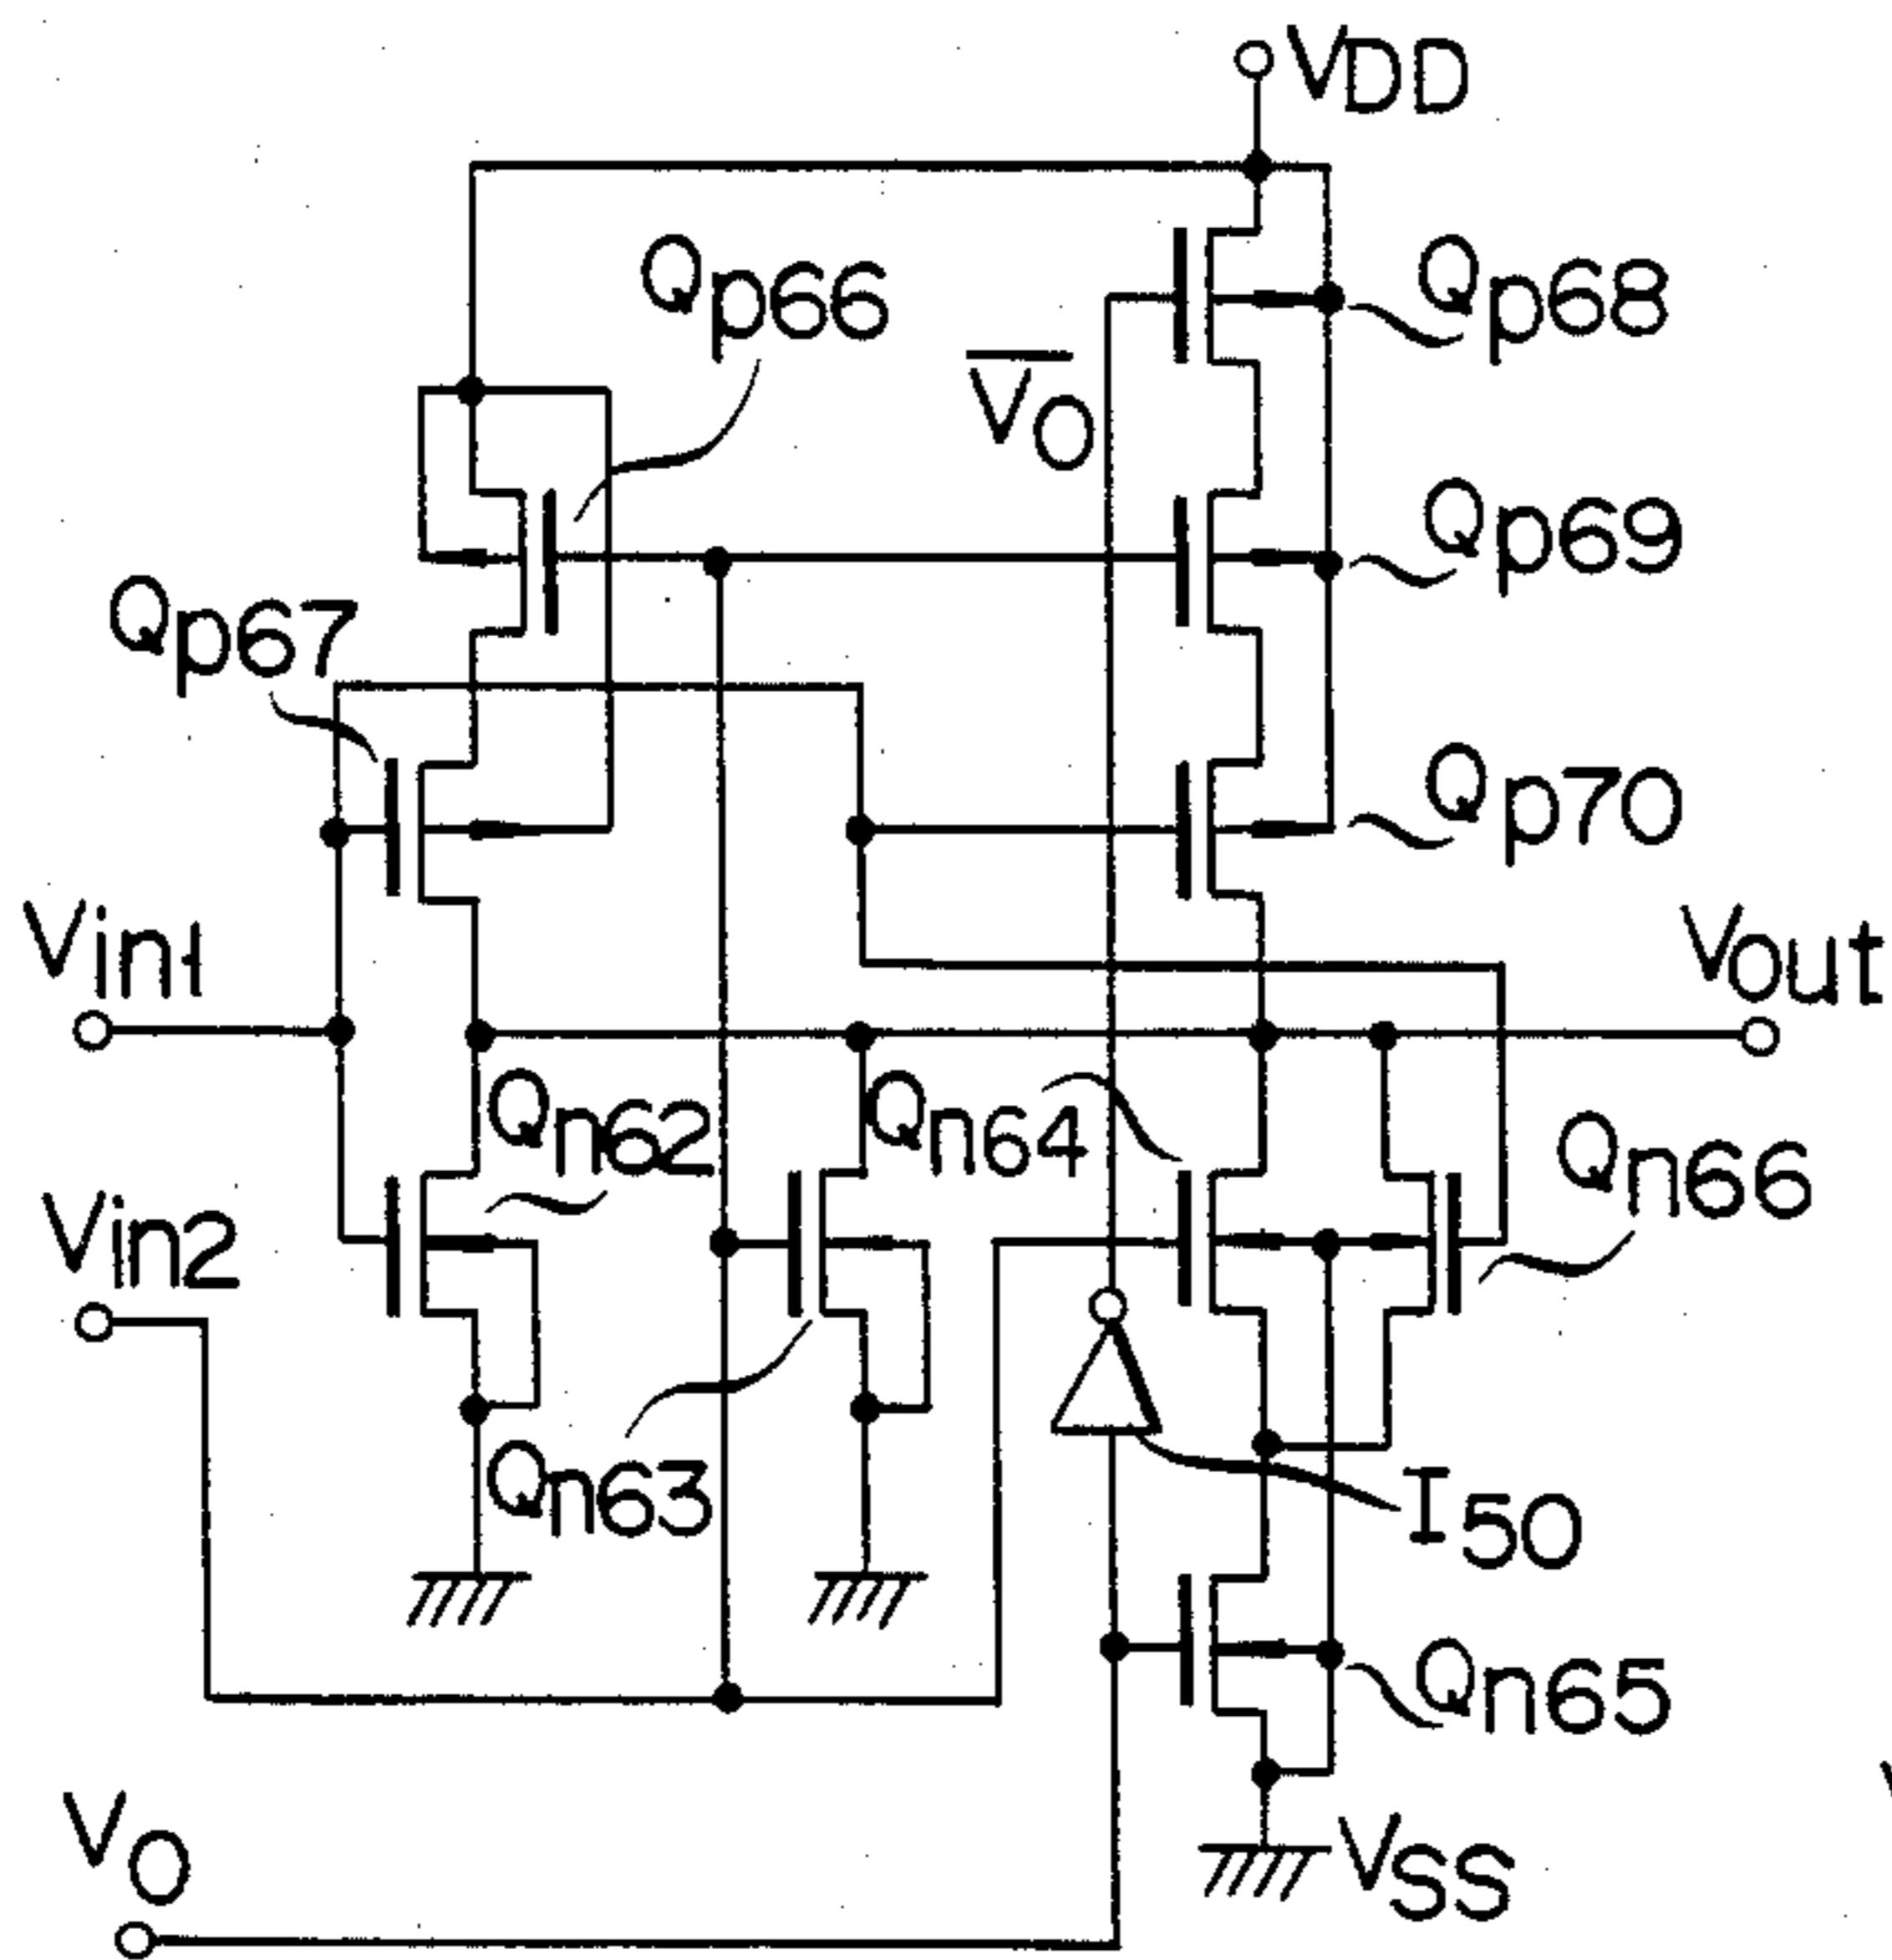 VDD
Qp66
Qp68
V̅O̅
Qp69
Qp67
Qp70
Vin1
Vout
Qn62
Qn64
Qn66
Vin2
Qn63
I50
Qn65
VO
VSS